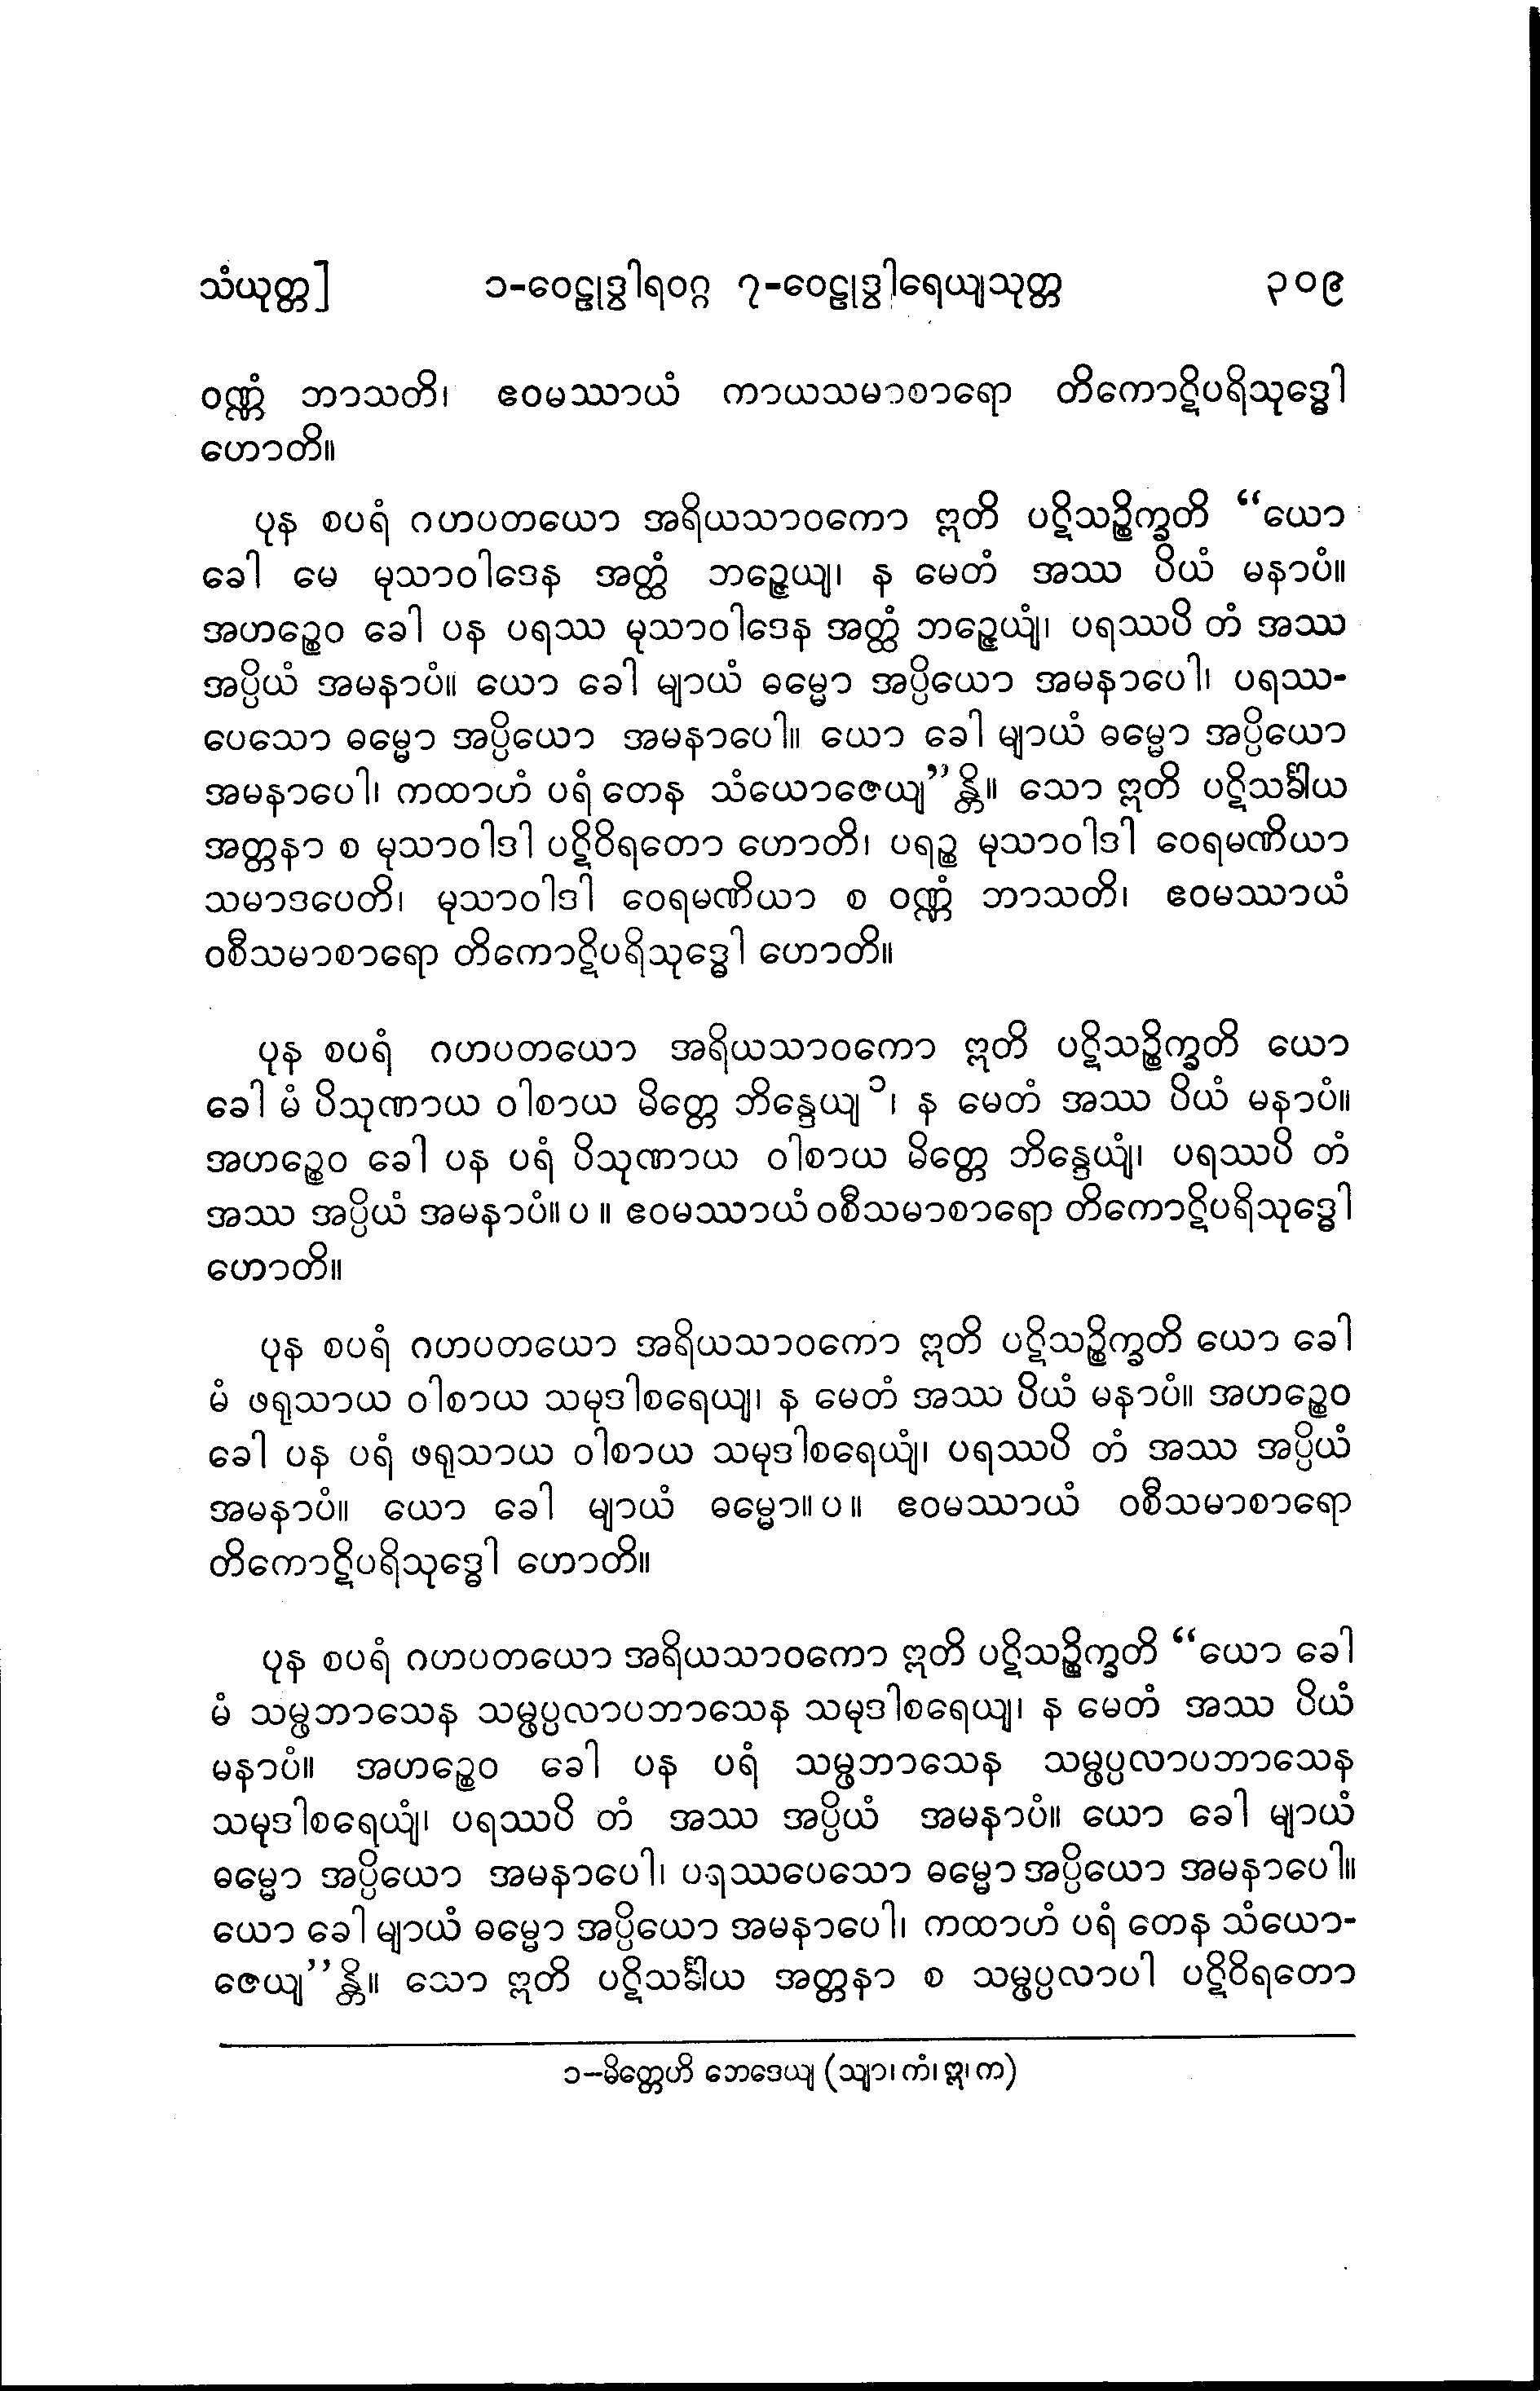 သံယုတ္တ] ၁-ဝေဠုဒွါရဝဂ္ဂ ၇-ဝေဠုဒွါရေယျသုတ္တ ၃၀၉
ဝဏ္ဏံ ဘာသတိ၊ ဧဝမဿာယံ ကာယသမာစာရော တိကောဋိပရိသုဒ္ဓေါ
ဟောတိ။
ပုန စပရံ ဂဟပတယော အရိယသာဝကော ဣတိ ပဋိသဉ္စိက္ခတိ “ယော
ခေါ မေ မုသာဝါဒေန အတ္ထံ ဘဉ္ဇေယျ၊ န မေတံ အဿ ပိယံ မနာပံ။
အဟဉ္စေဝ ခေါ ပန ပရဿ မုသာဝါဒေန အတ္ထံ ဘဉ္ဇေယျံ၊ ပရဿပိ တံ အဿ
အပ္ပိယံ အမနာပံ။ ယော ခေါ မျာယံ ဓမ္မော အပ္ပိယော အမနာပေါ၊ ပရဿ-
ပေသော ဓမ္မော အပ္ပိယော အမနာပေါ။ ယော ခေါ မျာယံ ဓမ္မော အပ္ပိယော
အမနာပေါ၊ ကထာဟံ ပရံ တေန သံယောဇေယျ”န္တိ။ သော ဣတိ ပဋိသင်္ခါယ
အတ္တနာ စ မုသာဝါဒါ ပဋိဝိရတော ဟောတိ၊ ပရဉ္စ မုသာဝါဒါ ဝေရမဏိယာ
သမာဒပေတိ၊ မုသာဝါဒါ ဝေရမဏိယာ စ ဝဏ္ဏံ ဘာသတိ၊ ဧဝမဿာယံ
ဝစီသမာစာရော တိကောဋိပရိသုဒ္ဓေါ ဟောတိ။
ပုန စပရံ ဂဟပတယော အရိယသာဝကော ဣတိ ပဋိသဉ္စိက္ခတိ ယော
ခေါ မံ ပိသုဏာယ ဝါစာယ မိတ္တေ ဘိန္ဒေယျ၁၊ န မေတံ အဿ ပိယံ မနာပံ။
အဟဉ္စေဝ ခေါ ပန ပရံ ပိသုဏာယ ဝါစာယ မိတ္တေ ဘိန္ဒေယျံ၊ ပရဿပိ တံ
အဿ အပ္ပိယံ အမနာပံ။ ပ ။ ဧဝမဿာယံ ဝစီသမာစာရော တိကောဋိပရိသုဒ္ဓေါ
ဟောတိ။
ပုန စပရံ ဂဟပတယော အရိယသာဝကော ဣတိ ပဋိသဉ္စိက္ခတိ ယော ခေါ
မံ ဖရုသာယ ဝါစာယ သမုဒါစရေယျ၊ န မေတံ အဿ ပိယံ မနာပံ။ အဟဉ္စေဝ
ခေါ ပန ပရံ ဖရုသာယ ဝါစာယ သမုဒါစရေယျံ၊ ပရဿပိ တံ အဿ အပ္ပိယံ
အမနာပံ။ ယော ခေါ မျာယံ ဓမ္မော။ ပ ။ ဧဝမဿာယံ ဝစီသမာစာရော
တိကောဋိပရိသုဒ္ဓေါ ဟောတိ။
ပုန စပရံ ဂဟပတယော အရိယသာဝကော ဣတိ ပဋိသဉ္စိက္ခတိ “ယော ခေါ
မံ သမ္ဖဘာသေန သမ္ဖပ္ပလာပဘာသေန သမုဒါစရေယျ၊ န မေတံ အဿ ပိယံ
မနာပံ။ အဟဉ္စေဝ ခေါ ပန ပရံ သမ္ဖဘာသေန သမ္ဖပ္ပလာပဘာသေန
သမုဒါစရေယျံ၊ ပရဿပိ တံ အဿ အပ္ပိယံ အမနာပံ။ ယော ခေါ မျာယံ
ဓမ္မော အပ္ပိယော အမနာပေါ၊ ပရဿပေသော ဓမ္မော အပ္ပိယော အမနာပေါ။
ယော ခေါ မျာယံ ဓမ္မော အပ္ပိယော အမနာပေါ၊ ကထာဟံ ပရံ တေန သံယော-
ဇေယျ”န္တိ။ သော ဣတိ ပဋိသင်္ခါယ အတ္တနာ စ သမ္ဖပ္ပလာပါ ပဋိဝိရတော
၁-မိတ္တေဟိ ဘေဒေယျ (သျာ၊ ကံ၊ ဣ၊ က)